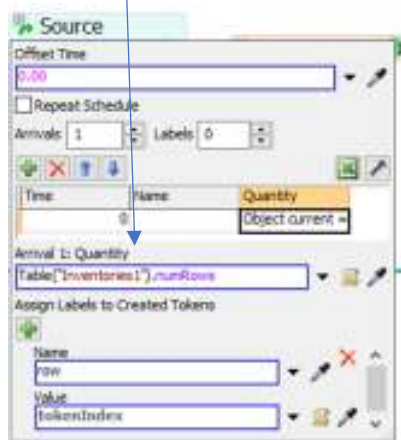 Source
Offset Time
0.00
Repeat Schedule
Arrivals 1 Labels 0
Time Name Quantity
0 Object current =
Arrival 1: Quantity
Table("Inventories1").numRows
Assign Labels to Created Tokens
Name
row
Value
tokenIndex